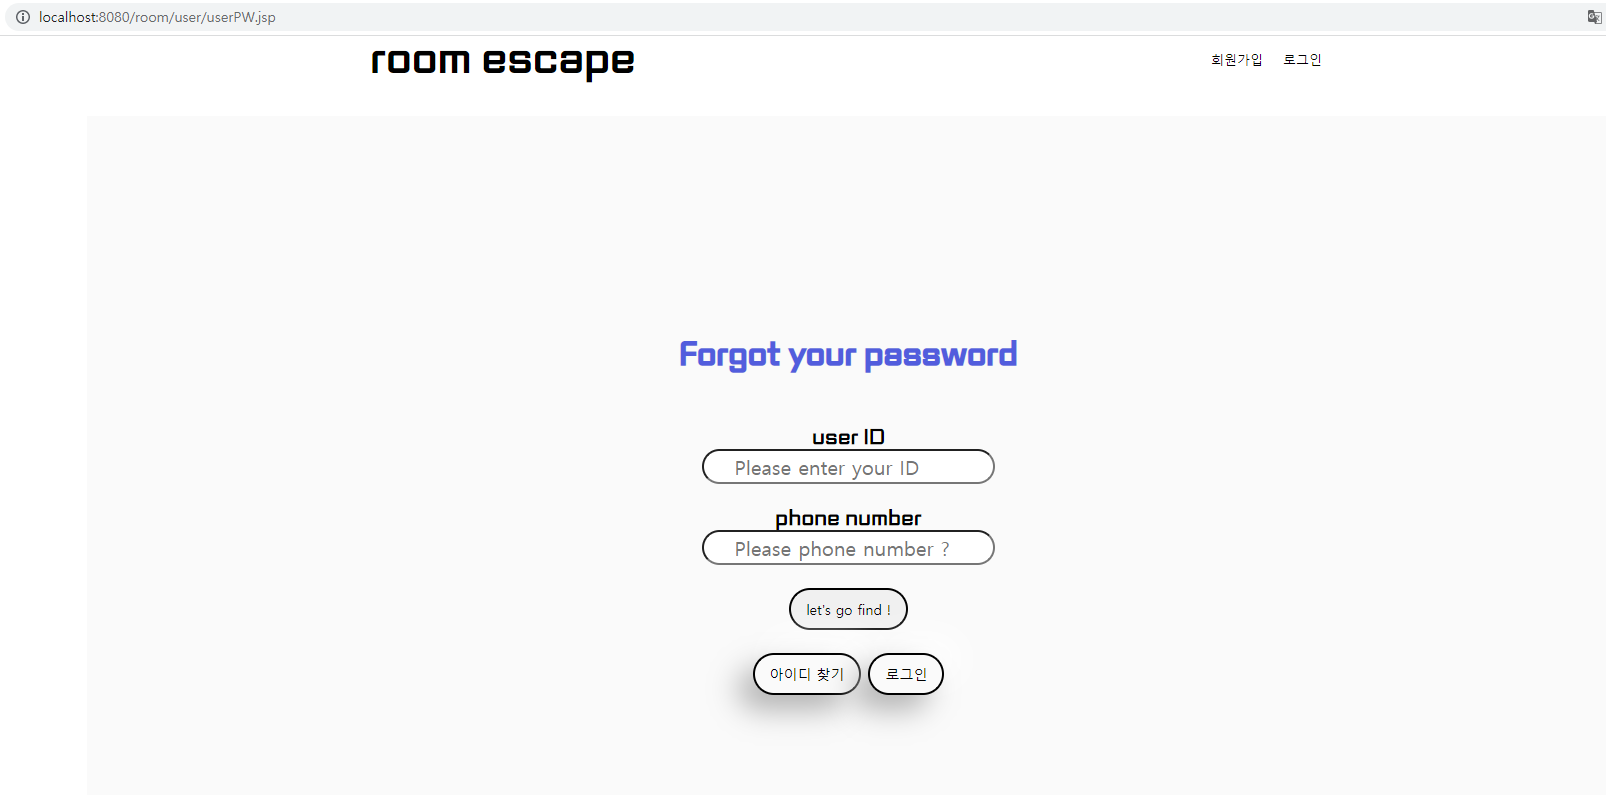 localhost:8080/room/user/userPW.jsp
room escape
회원가입 로그인
Forgot your password
user ID
Please enter your ID
phone number
Please phone number ?
let's go find !
아이디 찾기 로그인